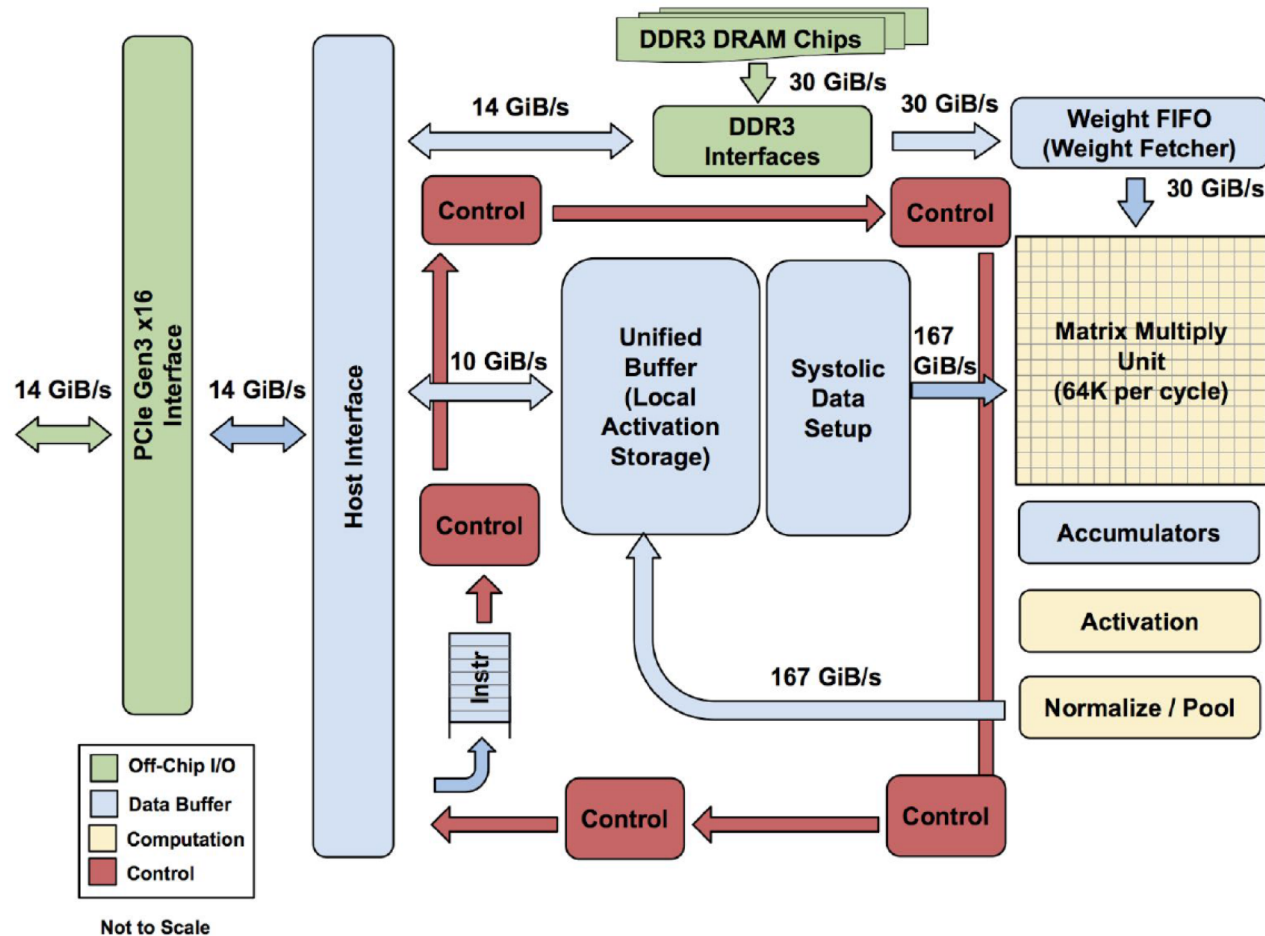 DDR3 DRAM Chips
30 GiB/s
14 GiB/s
DDR3
Interfaces
30 GiB/s
Weight FIFO
(Weight Fetcher)
30 GiB/s
Control
Control
PCIe Gen3 x16
Interface
14 GiB/s
14 GiB/s
Host Interface
10 GiB/s
Unified
Buffer
(Local
Activation
Storage)
Systolic
Data
Setup
167
GiB/s
Matrix Multiply
Unit
(64K per cycle)
Control
Accumulators
Activation
Instr
167 GiB/s
Normalize / Pool
Control
Control
Off-Chip I/O
Data Buffer
Computation
Control
Not to Scale